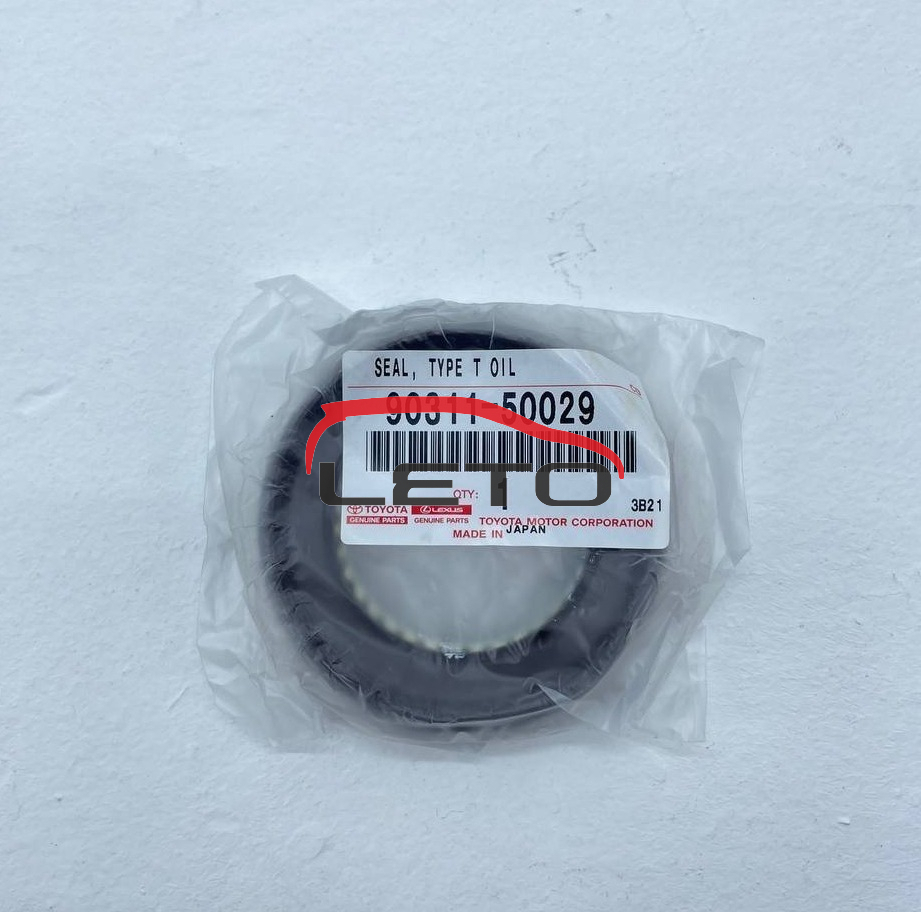 SEAL, TYPE T OIL
90311-50029
LETO
QTY: 1
3B21
TOYOTA LEXUS
GENUINE PARTS GENUINE PARTS TOYOTA MOTOR CORPORATION
MADE IN JAPAN